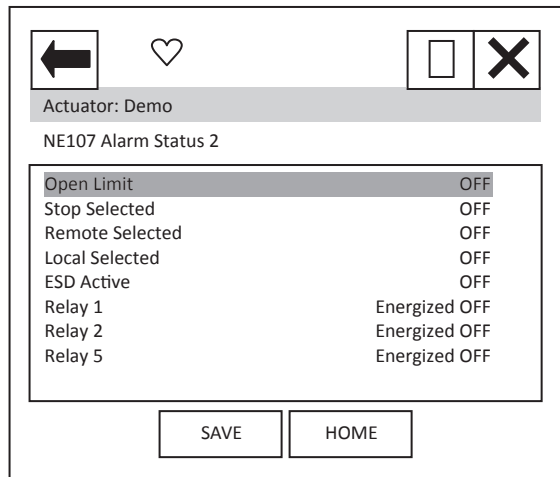 Actuator: Demo
NE107 Alarm Status 2
Open Limit OFF
Stop Selected OFF
Remote Selected OFF
Local Selected OFF
ESD Active OFF
Relay 1 Energized OFF
Relay 2 Energized OFF
Relay 5 Energized OFF
SAVE HOME